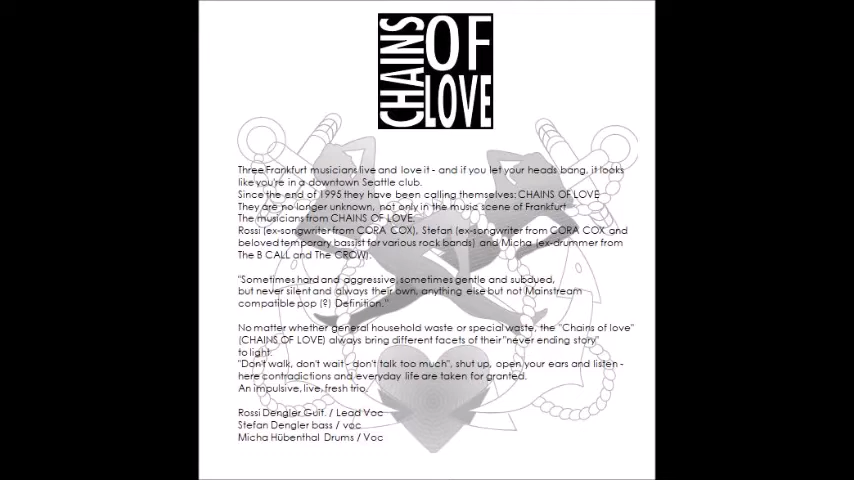 CHAINS
OF
LOVE
Three Frankfurt musicians live and love it - and if you let your heads bang, it looks
like you're in a downtown Seattle club.
Since the end of 1995 they have been calling themselves: CHAINS OF LOVE
They are no longer unknown, not only in the music scene of Frankfurt
The musicians from CHAINS OF LOVE,
Rossi (ex-songwriter from CORA COX), Stefan (ex-songwriter from CORA COX and
beloved temporary bassist for various rock bands) and Micha (ex-drummer from
The B CALL and The CROW).
"Sometimes hard and aggressive, sometimes gentle and subdued,
but never silent and always their own, anything else but not Mainstream
compatible pop (?) Definition."
No matter whether general household waste or special waste, the "Chains of love"
(CHAINS OF LOVE) always bring different facets of their "never ending story"
to light.
"Don't walk, don't wait - don't talk too much", shut up, open your ears and listen -
here contradictions and everyday life are taken for granted.
An impulsive, live, fresh trio.
Rossi Dengler Guit. / Lead Voc
Stefan Dengler bass / voc
Micha Hübenthal Drums / Voc